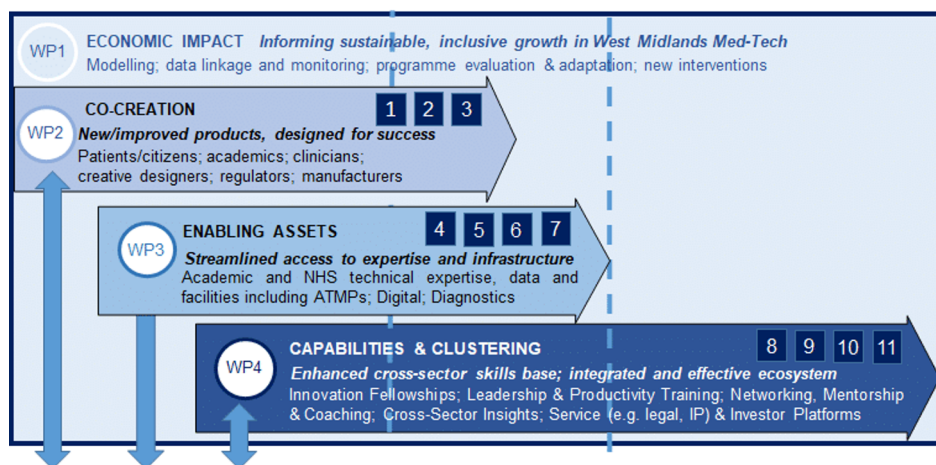 WP1
ECONOMIC IMPACT Informing sustainable, inclusive growth in West Midlands Med-Tech
Modelling; data linkage and monitoring; programme evaluation & adaptation; new interventions
CO-CREATION
1 2 3
WP2
New/improved products, designed for success
Patients/citizens; academics; clinicians;
creative designers; regulators; manufacturers
ENABLING ASSETS
4 5 6 7
WP3
Streamlined access to expertise and infrastructure
Academic and NHS technical expertise, data and
facilities including ATMPs; Digital; Diagnostics
CAPABILITIES & CLUSTERING
8 9 10 11
WP4
Enhanced cross-sector skills base; integrated and effective ecosystem
Innovation Fellowships; Leadership & Productivity Training; Networking, Mentorship
& Coaching; Cross-Sector Insights; Service (e.g. legal, IP) & Investor Platforms